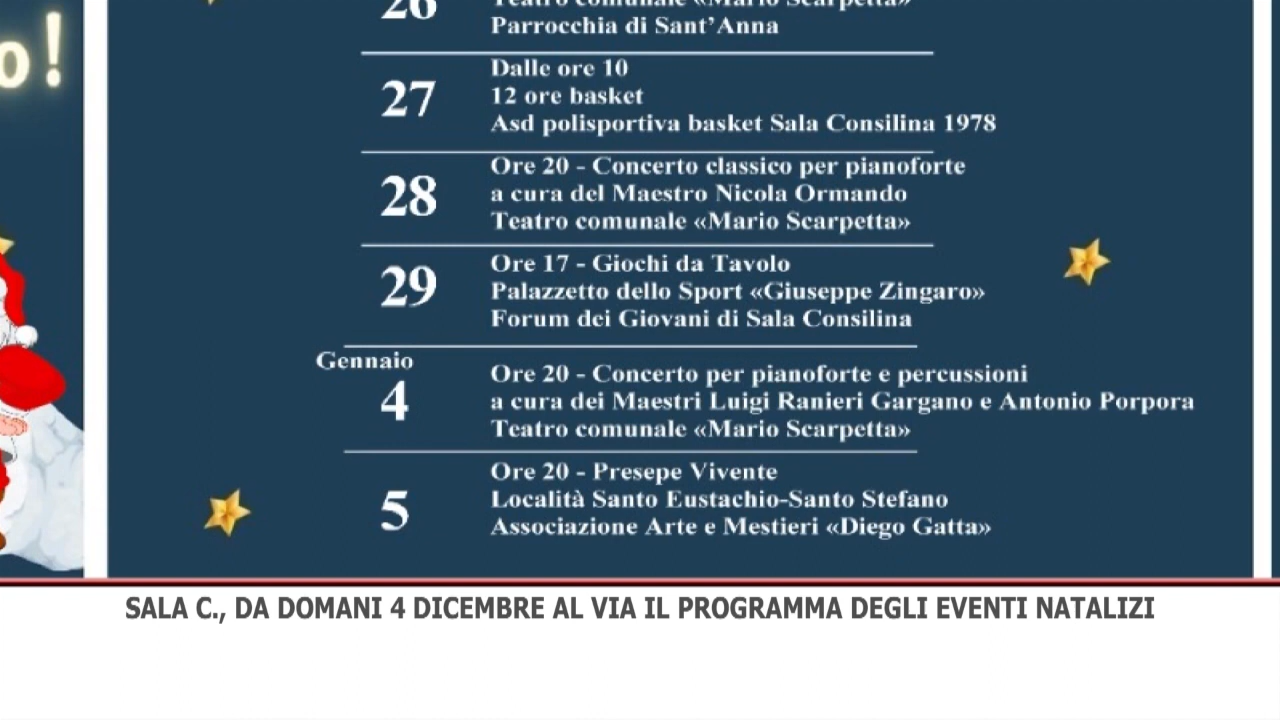 o!
26
Teatro comunale «Mario Scarpetta»
Parrocchia di Sant'Anna
27
Dalle ore 10
12 ore basket
Asd polisportiva basket Sala Consilina 1978
28
Ore 20 - Concerto classico per pianoforte
a cura del Maestro Nicola Ormando
Teatro comunale «Mario Scarpetta»
29
Ore 17 - Giochi da Tavolo
Palazzetto dello Sport «Giuseppe Zingaro»
Forum dei Giovani di Sala Consilina
Gennaio
4
Ore 20 - Concerto per pianoforte e percussioni
a cura dei Maestri Luigi Ranieri Gargano e Antonio Porpora
Teatro comunale «Mario Scarpetta»
5
Ore 20 - Presepe Vivente
Località Santo Eustachio-Santo Stefano
Associazione Arte e Mestieri «Diego Gatta»
SALA C., DA DOMANI 4 DICEMBRE AL VIA IL PROGRAMMA DEGLI EVENTI NATALIZI